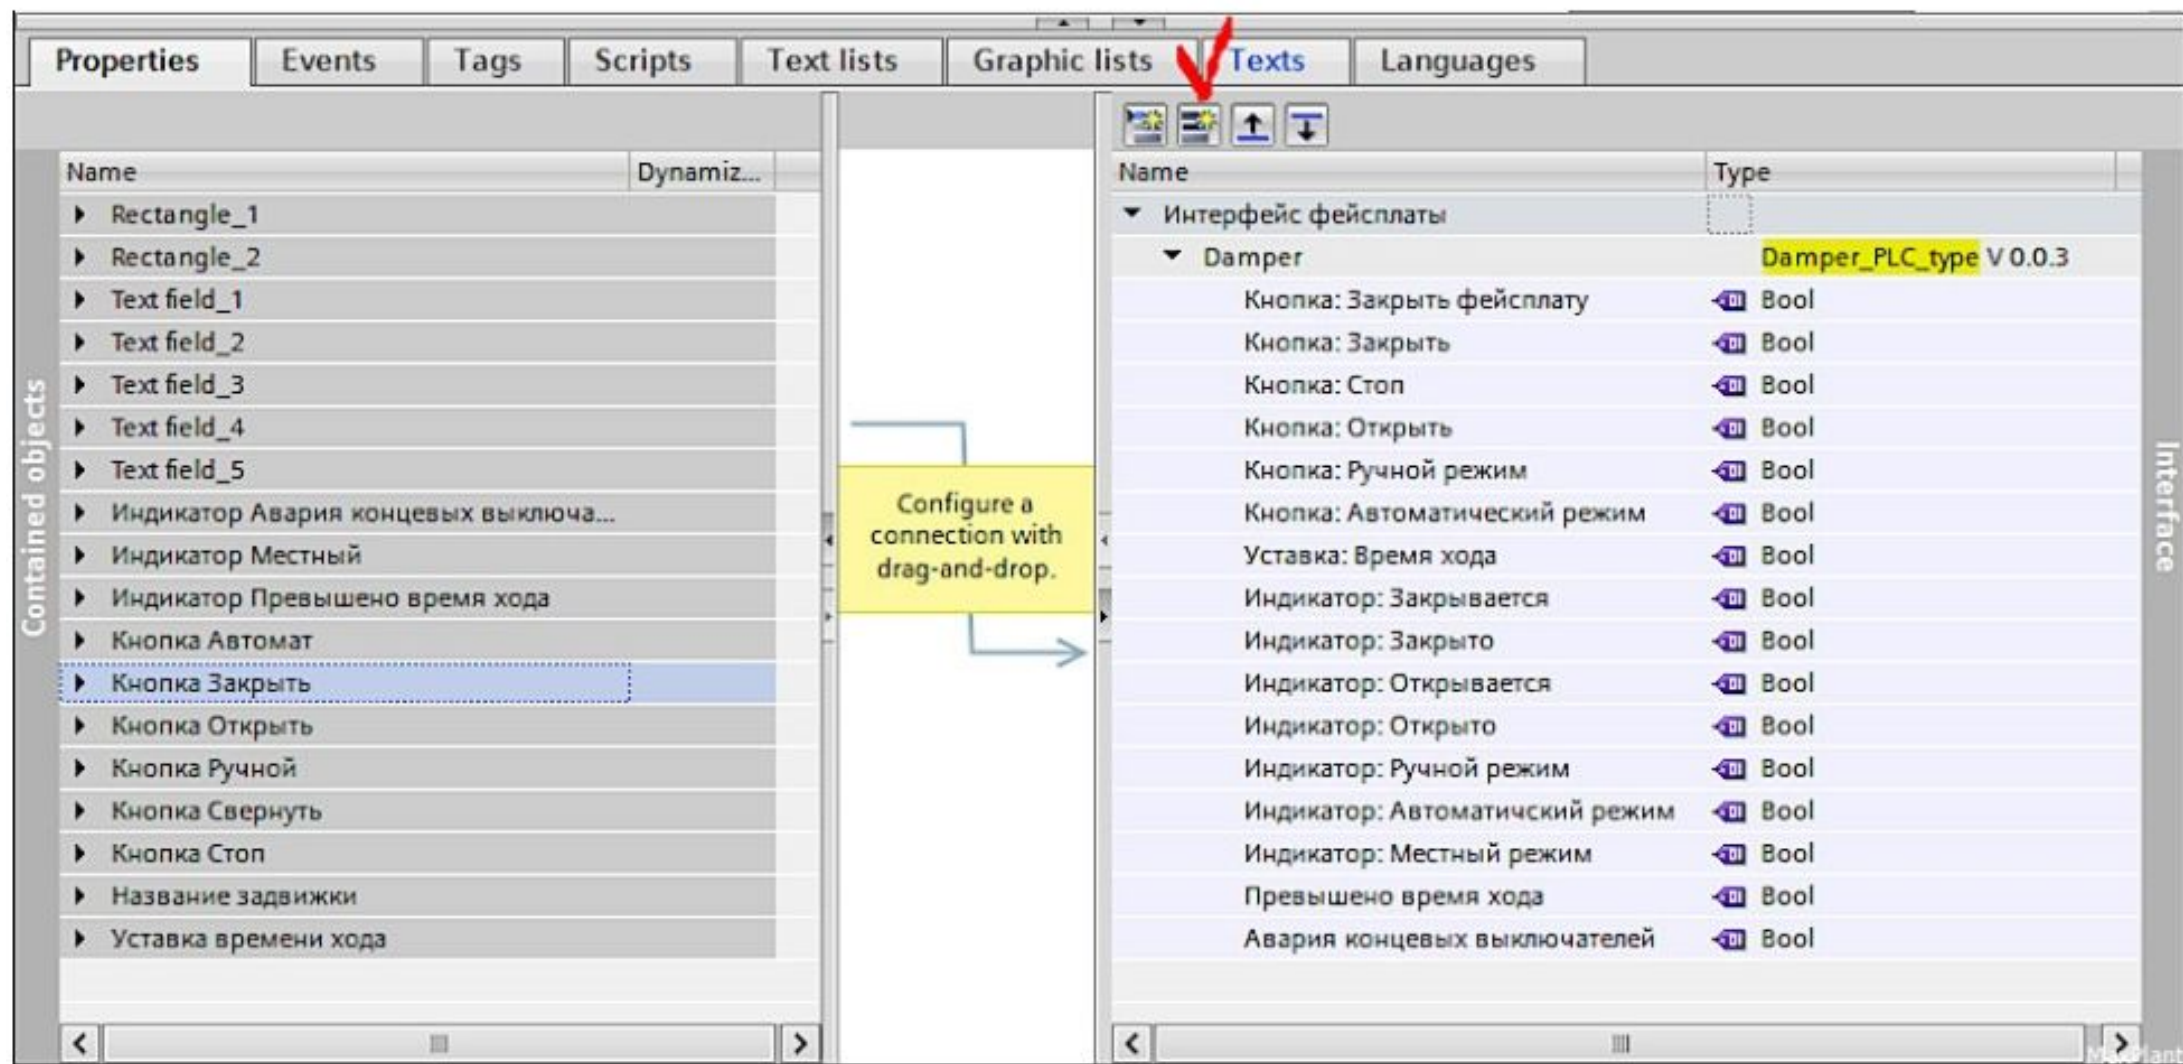 Properties Events Tags Scripts Text lists Graphic lists Texts Languages
Contained objects
Name Dynamiz...
Rectangle_1
Rectangle_2
Text field_1
Text field_2
Text field_3
Text field_4
Text field_5
Индикатор Авария концевых выключа...
Индикатор Местный
Индикатор Превышено время хода
Кнопка Автомат
Кнопка Закрыть
Кнопка Открыть
Кнопка Ручной
Кнопка Свернуть
Кнопка Стоп
Название задвижки
Уставка времени хода
Configure a
connection with
drag-and-drop.
Name Type
Интерфейс фейсплаты
Damper Damper_PLC_type V 0.0.3
Кнопка: Закрыть фейсплату Bool
Кнопка: Закрыть Bool
Кнопка: Стоп Bool
Кнопка: Открыть Bool
Кнопка: Ручной режим Bool
Кнопка: Автоматический режим Bool
Уставка: Время хода Bool
Индикатор: Закрывается Bool
Индикатор: Закрыто Bool
Индикатор: Открывается Bool
Индикатор: Открыто Bool
Индикатор: Ручной режим Bool
Индикатор: Автоматичский режим Bool
Индикатор: Местный режим Bool
Превышено время хода Bool
Авария концевых выключателей Bool
Interface